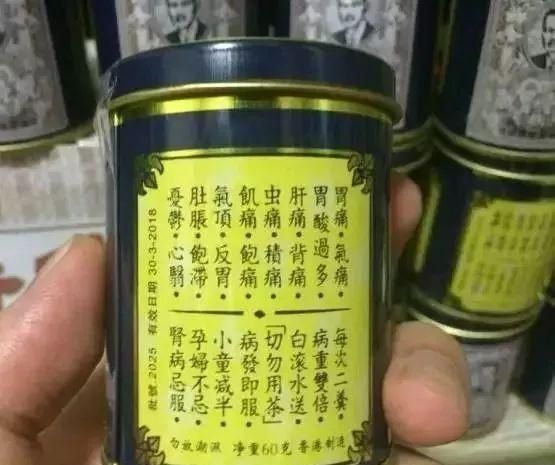 胃痛•氣痛•
胃酸過多•
肝痛•背痛•
虫痛•積痛•
飢痛•飽痛•
氣頂•反胃•
肚脹•飽滯•
憂鬱•心翳•
每次二羹
病重雙倍
白滾水送
「切勿用茶」
病發即服
小童减半
孕婦不忌
腎病忌服
批號: 2025 有效日期 30-3-2018
勿放潮濕 淨重60克 香港制造